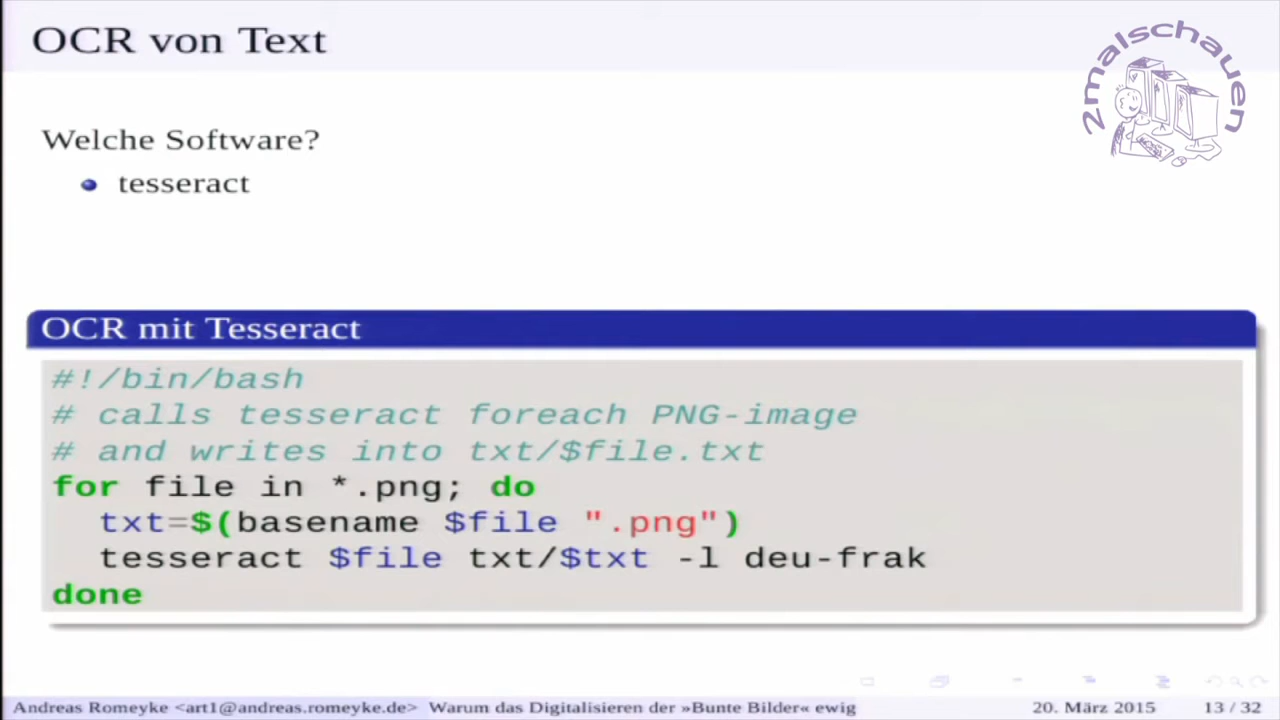 OCR von Text
2malschauen
Welche Software?
tesseract
OCR mit Tesseract
#!/bin/bash
# calls tesseract foreach PNG-image
# and writes into txt/$file.txt
for file in *.png; do
  txt=$(basename $file ".png")
  tesseract $file txt/$txt -l deu-frak
done
Andreas Romeyke <art1@andreas.romeyke.de> Warum das Digitalisieren der »Bunte Bilder« ewig 20. März 2015 13 / 32